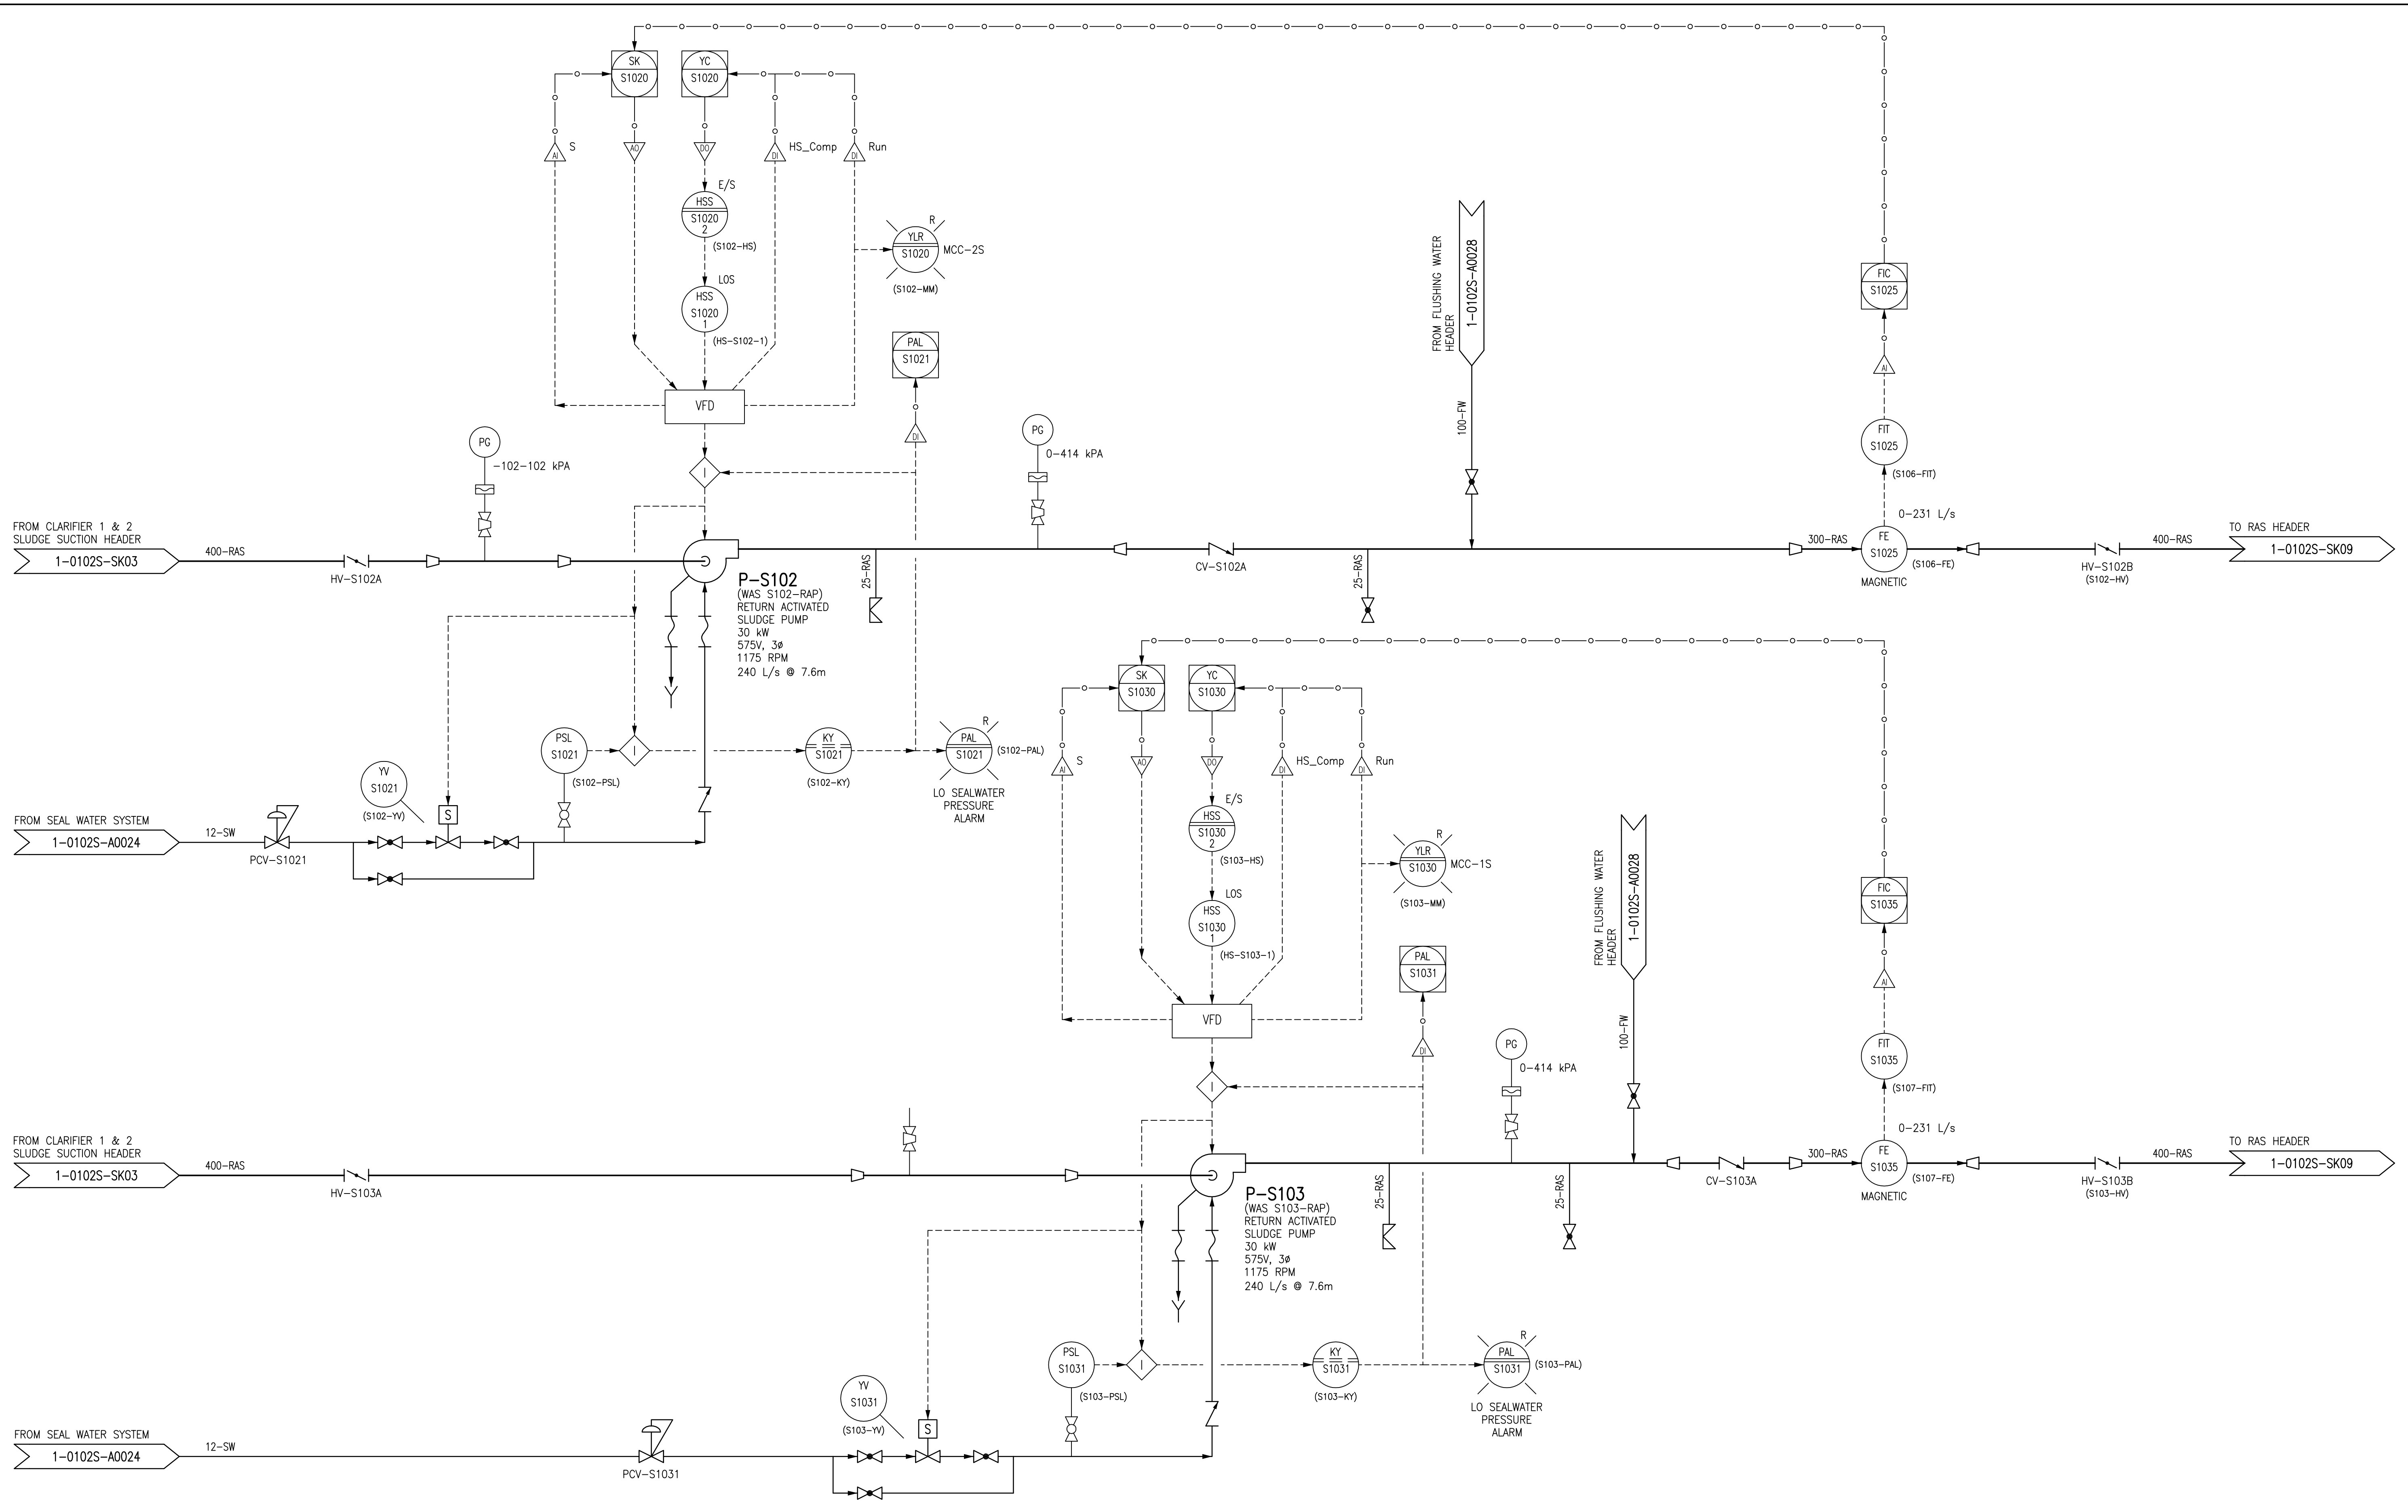 SK
S1020
YC
S1020
AI
S
AO
DO
DI
HS_Comp
DI
Run
E/S
HSS
S1020
2
(S102-HS)
R
YLR
S1020
MCC-2S
(S102-MM)
LOS
HSS
S1020
1
(HS-S102-1)
PAL
S1021
VFD
DI
FROM FLUSHING WATER
HEADER
1-0102S-A0028
100-FW
FIC
S1025
AI
FIT
S1025
(S106-FIT)
PG
-102-102 kPA
I
PG
0-414 kPA
FROM CLARIFIER 1 & 2
SLUDGE SUCTION HEADER
1-0102S-SK03
400-RAS
HV-S102A
P-S102
(WAS S102-RAP)
RETURN ACTIVATED
SLUDGE PUMP
30 kW
575V, 3ø
1175 RPM
240 L/s @ 7.6m
25-RAS
CV-S102A
25-RAS
300-RAS
0-231 L/s
FE
S1025
(S106-FE)
MAGNETIC
HV-S102B
(S102-HV)
400-RAS
TO RAS HEADER
1-0102S-SK09
PSL
S1021
(S102-PSL)
I
KY
S1021
(S102-KY)
R
PAL
S1021
(S102-PAL)
LO SEALWATER
PRESSURE
ALARM
YV
S1021
(S102-YV)
S
FROM SEAL WATER SYSTEM
1-0102S-A0024
12-SW
PCV-S1021
SK
S1030
YC
S1030
AI
S
AO
DO
DI
HS_Comp
DI
Run
E/S
HSS
S1030
2
(S103-HS)
R
YLR
S1030
MCC-1S
(S103-MM)
LOS
HSS
S1030
1
(HS-S103-1)
PAL
S1031
VFD
DI
FROM FLUSHING WATER
HEADER
1-0102S-A0028
100-FW
FIC
S1035
AI
FIT
S1035
(S107-FIT)
I
PG
0-414 kPA
FROM CLARIFIER 1 & 2
SLUDGE SUCTION HEADER
1-0102S-SK03
400-RAS
HV-S103A
P-S103
(WAS S103-RAP)
RETURN ACTIVATED
SLUDGE PUMP
30 kW
575V, 3ø
1175 RPM
240 L/s @ 7.6m
25-RAS
25-RAS
CV-S103A
300-RAS
0-231 L/s
FE
S1035
(S107-FE)
MAGNETIC
HV-S103B
(S103-HV)
400-RAS
TO RAS HEADER
1-0102S-SK09
PSL
S1031
(S103-PSL)
I
KY
S1031
(S103-KY)
R
PAL
S1031
(S103-PAL)
LO SEALWATER
PRESSURE
ALARM
YV
S1031
(S103-YV)
S
FROM SEAL WATER SYSTEM
1-0102S-A0024
12-SW
PCV-S1031